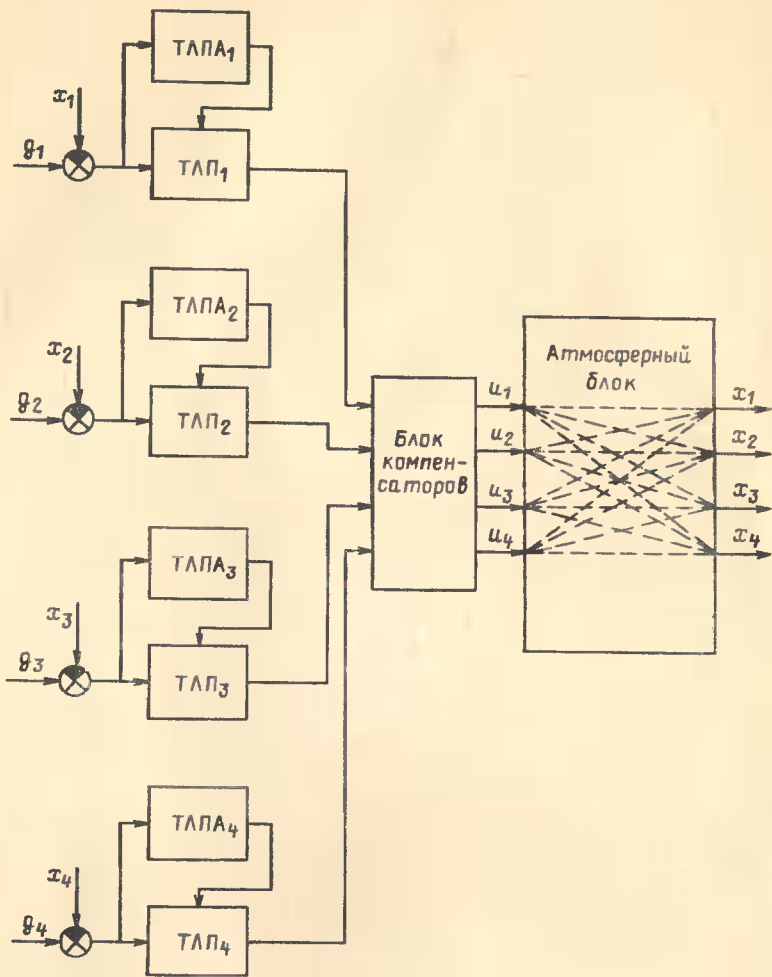 ТЛПА₁
x₁
g₁
ТЛП₁
ТЛПА₂
x₂
g₂
ТЛП₂
ТЛПА₃
x₃
g₃
ТЛП₃
ТЛПА₄
x₄
g₄
ТЛП₄
Блок
компен-
саторов
u₁
u₂
u₃
u₄
Атмосферный
блок
x₁
x₂
x₃
x₄